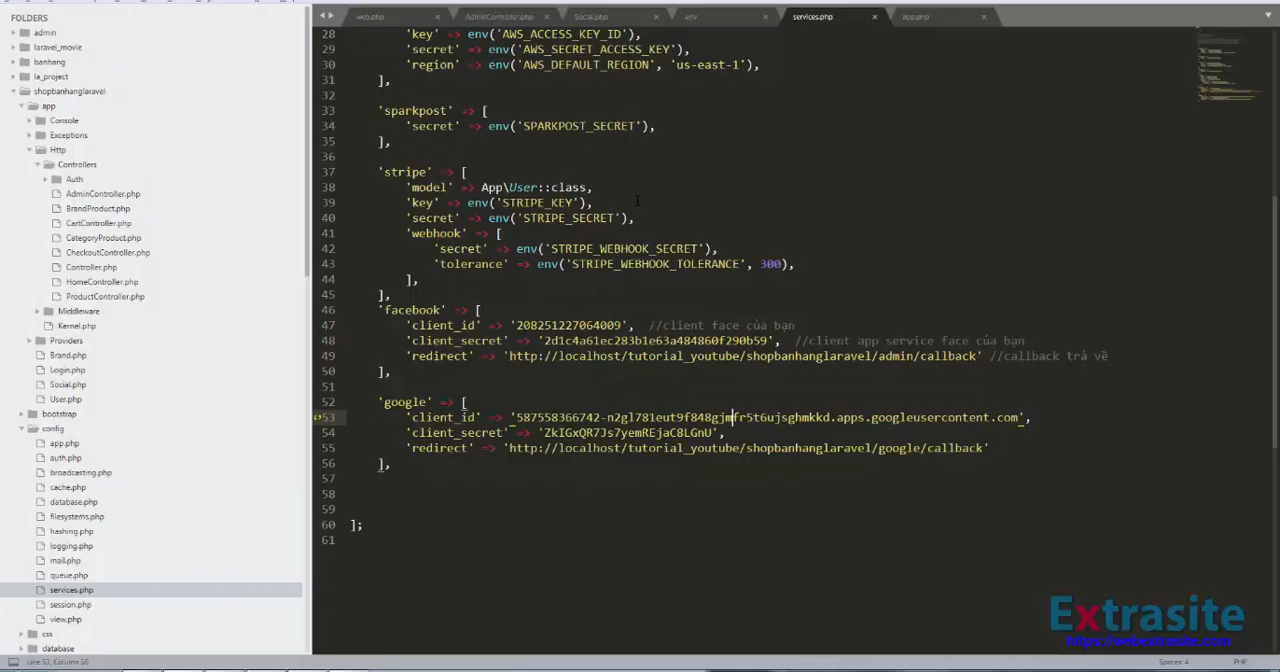 FOLDERS
admin
laravel_movie
banhang
la_project
shopbanhanglaravel
app
Console
Exceptions
Http
Controllers
Auth
AdminController.php
BrandProduct.php
CartController.php
CategoryProduct.php
CheckoutController.php
Controller.php
HomeController.php
ProductController.php
Middleware
Kernel.php
Providers
Brand.php
Login.php
Social.php
User.php
bootstrap
config
app.php
auth.php
broadcasting.php
cache.php
database.php
filesystems.php
hashing.php
logging.php
mail.php
queue.php
services.php
session.php
view.php
css
database
web.php × AdminController.php × Social.php × .env × services.php × app.php ×
28 'key' => env('AWS_ACCESS_KEY_ID'),
29 'secret' => env('AWS_SECRET_ACCESS_KEY'),
30 'region' => env('AWS_DEFAULT_REGION', 'us-east-1'),
31 ],
32
33 'sparkpost' => [
34 'secret' => env('SPARKPOST_SECRET'),
35 ],
36
37 'stripe' => [
38 'model' => App\User::class,
39 'key' => env('STRIPE_KEY'),
40 'secret' => env('STRIPE_SECRET'),
41 'webhook' => [
42 'secret' => env('STRIPE_WEBHOOK_SECRET'),
43 'tolerance' => env('STRIPE_WEBHOOK_TOLERANCE', 300),
44 ],
45 ],
46 'facebook' => [
47 'client_id' => '208251227064009', //client face của bạn
48 'client_secret' => '2d1c4a61ec283b1e63a484860f290b59', //client app service face của bạn
49 'redirect' => 'http://localhost/tutorial_youtube/shopbanhanglaravel/admin/callback' //callback trả về
50 ],
51
52 'google' => [
53 'client_id' => '587558366742-n2gl781eut9f848gjmfr5t6ujsghmkkd.apps.googleusercontent.com',
54 'client_secret' => 'ZkIGxQR7Js7yemREjaC8LGnU',
55 'redirect' => 'http://localhost/tutorial_youtube/shopbanhanglaravel/google/callback'
56 ],
57
58
59
60 ];
61
Extrasite
https://webextrasite.com
Line 53, Column 56
Spaces: 4
PHP